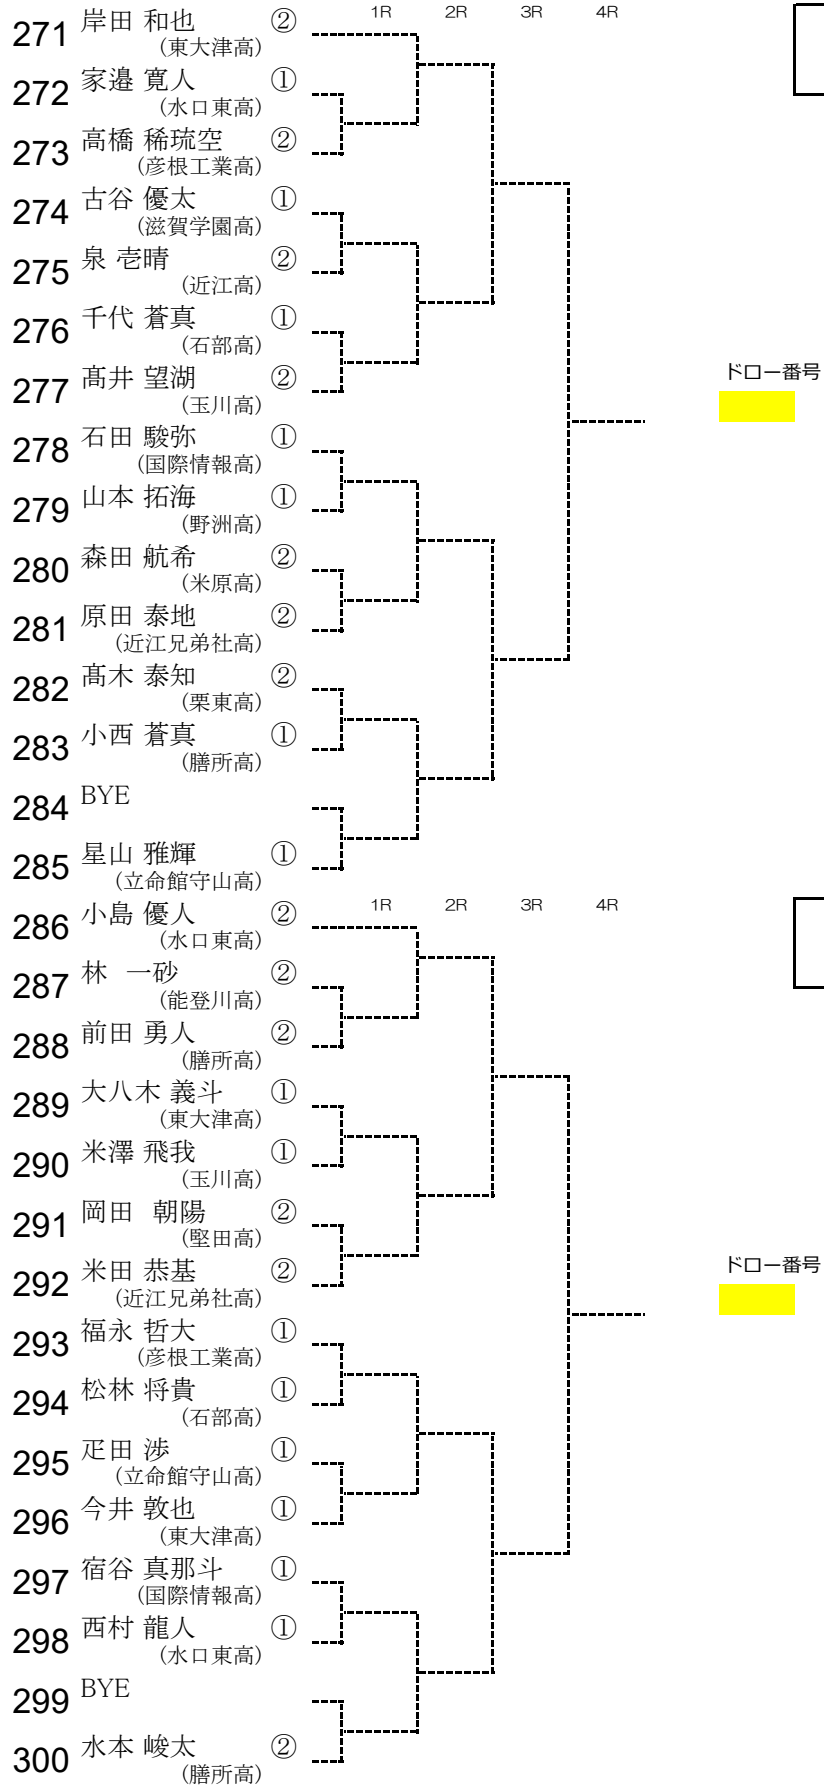 1R 2R 3R 4R
271 岸田 和也 ②
(東大津高)
272 家邉 寛人 ①
(水口東高)
273 高橋 稀琉空 ②
(彦根工業高)
274 古谷 優太 ①
(滋賀学園高)
275 泉 壱晴 ②
(近江高)
276 千代 蒼真 ①
(石部高)
ドロー番号
277 髙井 望湖 ②
(玉川高)
278 石田 駿弥 ①
(国際情報高)
279 山本 拓海 ①
(野洲高)
280 森田 航希 ②
(米原高)
281 原田 泰地 ②
(近江兄弟社高)
282 髙木 泰知 ②
(栗東高)
283 小西 蒼真 ①
(膳所高)
284 BYE
285 星山 雅輝 ①
(立命館守山高)
1R 2R 3R 4R
286 小島 優人 ②
(水口東高)
287 林 一砂 ②
(能登川高)
288 前田 勇人 ②
(膳所高)
289 大八木 義斗 ①
(東大津高)
290 米澤 飛我 ①
(玉川高)
291 岡田 朝陽 ②
(堅田高)
ドロー番号
292 米田 恭基 ②
(近江兄弟社高)
293 福永 哲大 ①
(彦根工業高)
294 松林 将貴 ①
(石部高)
295 疋田 渉 ①
(立命館守山高)
296 今井 敦也 ①
(東大津高)
297 宿谷 真那斗 ①
(国際情報高)
298 西村 龍人 ①
(水口東高)
299 BYE
300 水本 峻太 ②
(膳所高)